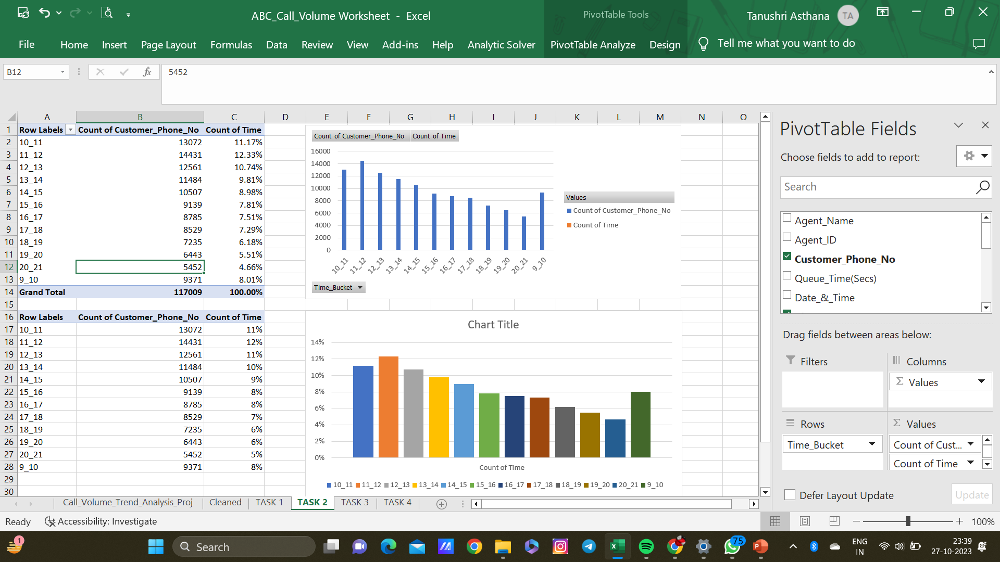 ABC_Call_Volume Worksheet - Excel
PivotTable Tools
Tanushri Asthana
TA
File
Home
Insert
Page Layout
Formulas
Data
Review
View
Add-ins
Help
Analytic Solver
PivotTable Analyze
Design
Tell me what you want to do
B12
fx
5452
A B C D E F G H I J K L M N O
1 Row Labels Count of Customer_Phone_No Count of Time
2 10_11 13072 11.17%
3 11_12 14431 12.33%
4 12_13 12561 10.74%
5 13_14 11484 9.81%
6 14_15 10507 8.98%
7 15_16 9139 7.81%
8 16_17 8785 7.51%
9 17_18 8529 7.29%
10 18_19 7235 6.18%
11 19_20 6443 5.51%
12 20_21 5452 4.66%
13 9_10 9371 8.01%
14 Grand Total 117009 100.00%
15
16 Row Labels Count of Customer_Phone_No Count of Time
17 10_11 13072 11%
18 11_12 14431 12%
19 12_13 12561 11%
20 13_14 11484 10%
21 14_15 10507 9%
22 15_16 9139 8%
23 16_17 8785 8%
24 17_18 8529 7%
25 18_19 7235 6%
26 19_20 6443 6%
27 20_21 5452 5%
28 9_10 9371 8%
29
30
Count of Customer_Phone_No Count of Time
16000
14000
12000
10000
8000
6000
4000
2000
0
10_11 11_12 12_13 13_14 14_15 15_16 16_17 17_18 18_19 19_20 20_21 9_10
Values
Count of Customer_Phone_No
Count of Time
Time_Bucket
Chart Title
14%
12%
10%
8%
6%
4%
2%
0%
Count of Time
10_11 11_12 12_13 13_14 14_15 15_16 16_17 17_18 18_19 19_20 20_21 9_10
PivotTable Fields
Choose fields to add to report:
Search
Agent_Name
Agent_ID
Customer_Phone_No
Queue_Time(Secs)
Date_&_Time
Drag fields between areas below:
Filters
Columns
Σ Values
Rows
Σ Values
Time_Bucket
Count of Cust...
Count of Time
Defer Layout Update
Update
Call_Volume_Trend_Analysis_Proj
Cleaned
TASK 1
TASK 2
TASK 3
TASK 4
Ready
Accessibility: Investigate
100%
1
Search
75
ENG
IN
23:39
27-10-2023